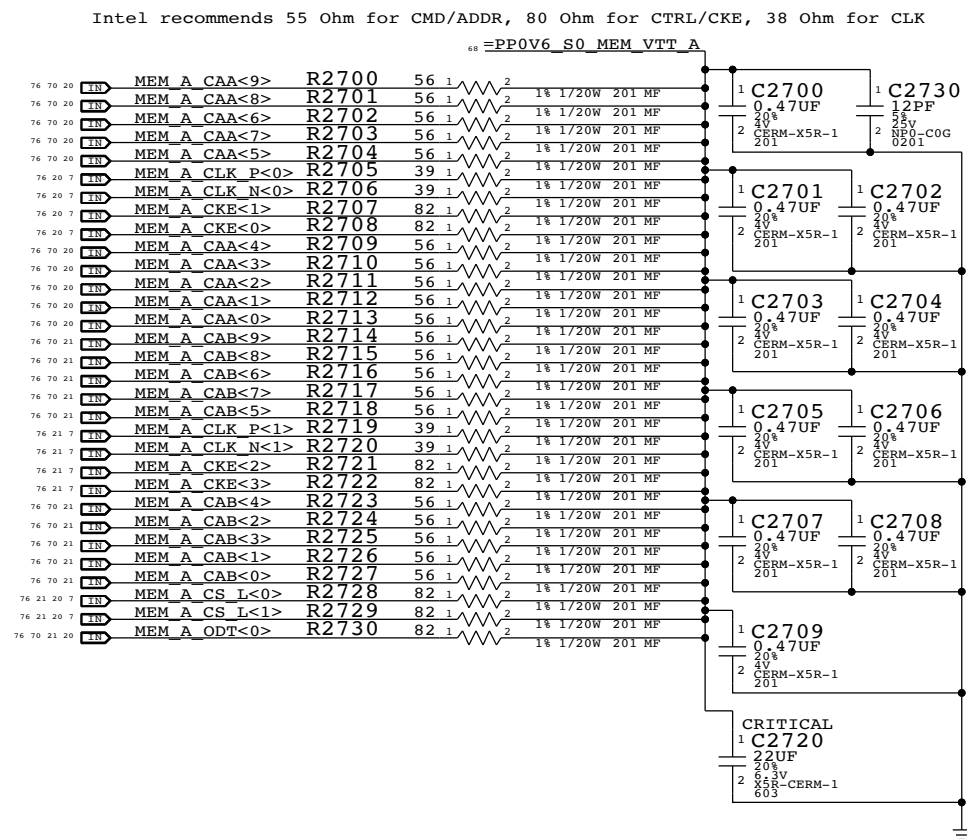 Intel recommends 55 Ohm for CMD/ADDR, 80 Ohm for CTRL/CKE, 38 Ohm for CLK
68 =PP0V6_S0_MEM_VTT_A
76 70 20 IN MEM_A_CAA<9> R2700 56 1 2 1% 1/20W 201 MF
76 70 20 IN MEM_A_CAA<8> R2701 56 1 2 1% 1/20W 201 MF
76 70 20 IN MEM_A_CAA<6> R2702 56 1 2 1% 1/20W 201 MF
76 70 20 IN MEM_A_CAA<7> R2703 56 1 2 1% 1/20W 201 MF
76 70 20 IN MEM_A_CAA<5> R2704 56 1 2 1% 1/20W 201 MF
76 20 7 IN MEM_A_CLK_P<0> R2705 39 1 2 1% 1/20W 201 MF
76 20 7 IN MEM_A_CLK_N<0> R2706 39 1 2 1% 1/20W 201 MF
76 20 7 IN MEM_A_CKE<1> R2707 82 1 2 1% 1/20W 201 MF
76 20 7 IN MEM_A_CKE<0> R2708 82 1 2 1% 1/20W 201 MF
76 70 20 IN MEM_A_CAA<4> R2709 56 1 2 1% 1/20W 201 MF
76 70 20 IN MEM_A_CAA<3> R2710 56 1 2 1% 1/20W 201 MF
76 70 20 IN MEM_A_CAA<2> R2711 56 1 2 1% 1/20W 201 MF
76 70 20 IN MEM_A_CAA<1> R2712 56 1 2 1% 1/20W 201 MF
76 70 20 IN MEM_A_CAA<0> R2713 56 1 2 1% 1/20W 201 MF
76 70 21 IN MEM_A_CAB<9> R2714 56 1 2 1% 1/20W 201 MF
76 70 21 IN MEM_A_CAB<8> R2715 56 1 2 1% 1/20W 201 MF
76 70 21 IN MEM_A_CAB<6> R2716 56 1 2 1% 1/20W 201 MF
76 70 21 IN MEM_A_CAB<7> R2717 56 1 2 1% 1/20W 201 MF
76 70 21 IN MEM_A_CAB<5> R2718 56 1 2 1% 1/20W 201 MF
76 21 7 IN MEM_A_CLK_P<1> R2719 39 1 2 1% 1/20W 201 MF
76 21 7 IN MEM_A_CLK_N<1> R2720 39 1 2 1% 1/20W 201 MF
76 21 7 IN MEM_A_CKE<2> R2721 82 1 2 1% 1/20W 201 MF
76 21 7 IN MEM_A_CKE<3> R2722 82 1 2 1% 1/20W 201 MF
76 70 21 IN MEM_A_CAB<4> R2723 56 1 2 1% 1/20W 201 MF
76 70 21 IN MEM_A_CAB<2> R2724 56 1 2 1% 1/20W 201 MF
76 70 21 IN MEM_A_CAB<3> R2725 56 1 2 1% 1/20W 201 MF
76 70 21 IN MEM_A_CAB<1> R2726 56 1 2 1% 1/20W 201 MF
76 70 21 IN MEM_A_CAB<0> R2727 56 1 2 1% 1/20W 201 MF
76 21 20 7 IN MEM_A_CS_L<0> R2728 82 1 2 1% 1/20W 201 MF
76 21 20 7 IN MEM_A_CS_L<1> R2729 82 1 2 1% 1/20W 201 MF
76 70 21 20 IN MEM_A_ODT<0> R2730 82 1 2 1% 1/20W 201 MF
1 C2700
0.47UF
20%
4V
2 CERM-X5R-1
201
1 C2730
12PF
5%
25V
2 NP0-C0G
0201
1 C2701
0.47UF
20%
4V
2 CERM-X5R-1
201
1 C2702
0.47UF
20%
4V
2 CERM-X5R-1
201
1 C2703
0.47UF
20%
4V
2 CERM-X5R-1
201
1 C2704
0.47UF
20%
4V
2 CERM-X5R-1
201
1 C2705
0.47UF
20%
4V
2 CERM-X5R-1
201
1 C2706
0.47UF
20%
4V
2 CERM-X5R-1
201
1 C2707
0.47UF
20%
4V
2 CERM-X5R-1
201
1 C2708
0.47UF
20%
4V
2 CERM-X5R-1
201
1 C2709
0.47UF
20%
4V
2 CERM-X5R-1
201
CRITICAL
1 C2720
22UF
20%
6.3V
2 X5R-CERM-1
603